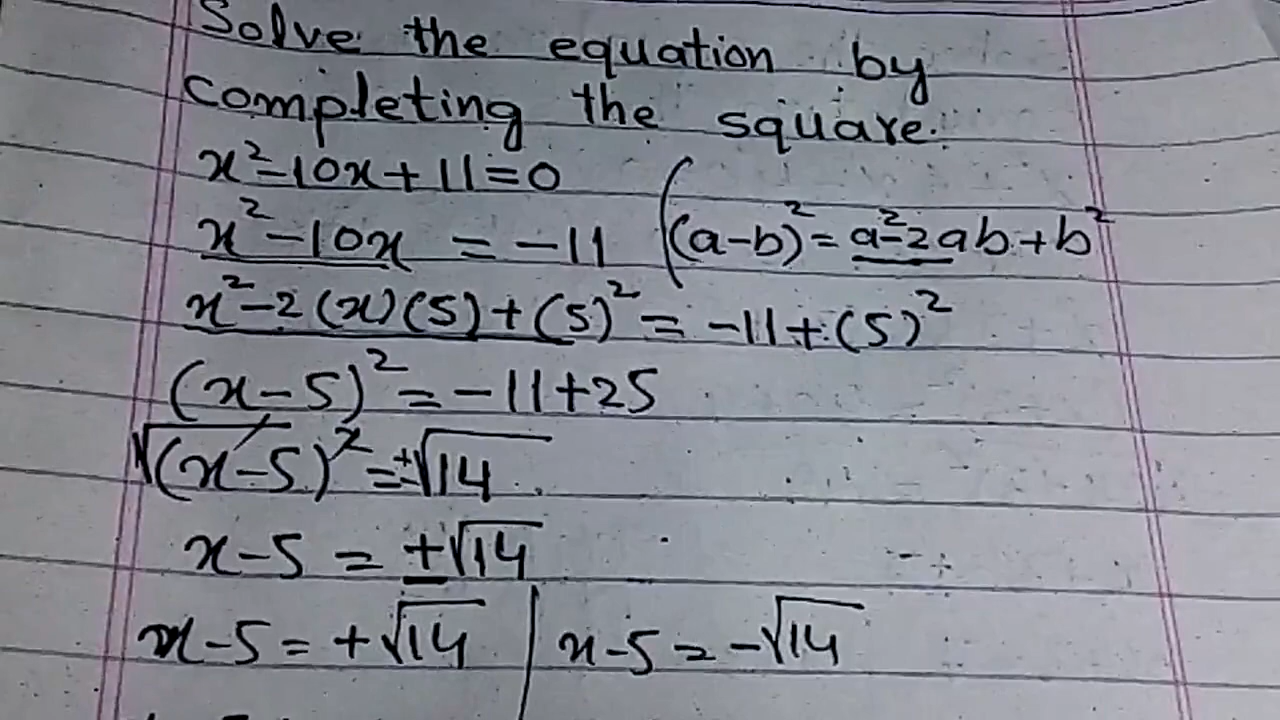 Solve the equation by
completing the square.
x²-10x+11=0
x²-10x = -11 ((a-b)²=a²-2ab+b²
x²-2(x)(5)+(5)²=-11+(5)²
(x-5)²=-11+25
√(x-5)²=±√14
x-5=±√14
x-5=+√14 | x-5=-√14